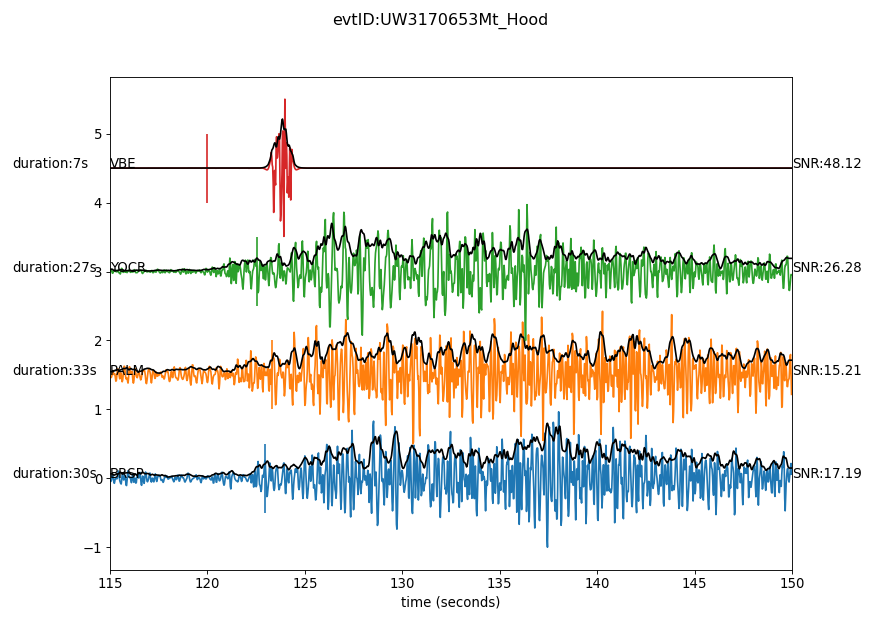 evtID:UW3170653Mt_Hood
5
duration:7s VBE SNR:48.12
4
duration:27s 3 YOCR SNR:26.28
2
duration:33s PALM SNR:15.21
1
duration:30s 0 SNR:17.19
−1
115 120 125 130 135 140 145 150
time (seconds)